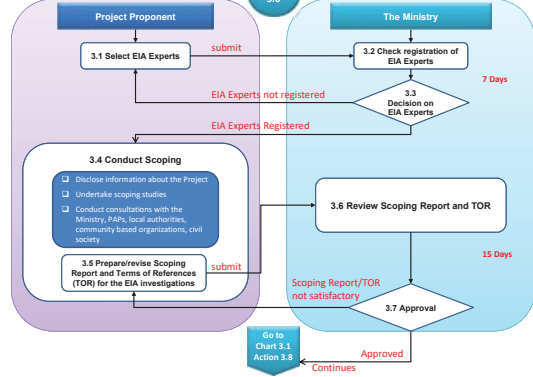 3.0
Project Proponent
The Ministry
3.1 Select EIA Experts
submit
3.2 Check registration of
EIA Experts
7 Days
EIA Experts not registered
3.3
Decision on
EIA Experts
EIA Experts Registered
3.4 Conduct Scoping
Disclose information about the Project
Undertake scoping studies
Conduct consultations with the
Ministry, PAPs, local authorities,
community based organizations, civil
society
3.6 Review Scoping Report and TOR
3.5 Prepare/revise Scoping
Report and Terms of References
(TOR) for the EIA investigations
submit
15 Days
Scoping Report/TOR
not satisfactory
3.7 Approval
Go to
Chart 3.1
Action 3.8
Approved
Continues